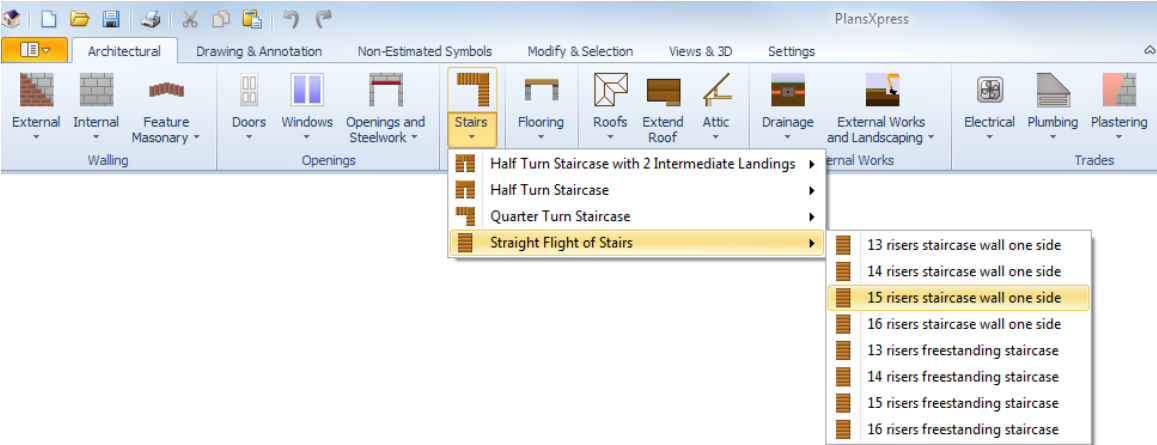 PlansXpress
Architectural Drawing & Annotation Non-Estimated Symbols Modify & Selection Views & 3D Settings
External Internal Feature Masonary Doors Windows Openings and Steelwork Stairs Flooring Roofs Extend Roof Attic Drainage External Works and Landscaping Electrical Plumbing Plastering
Walling Openings ernal Works Trades
Half Turn Staircase with 2 Intermediate Landings
Half Turn Staircase
Quarter Turn Staircase
Straight Flight of Stairs
13 risers staircase wall one side
14 risers staircase wall one side
15 risers staircase wall one side
16 risers staircase wall one side
13 risers freestanding staircase
14 risers freestanding staircase
15 risers freestanding staircase
16 risers freestanding staircase